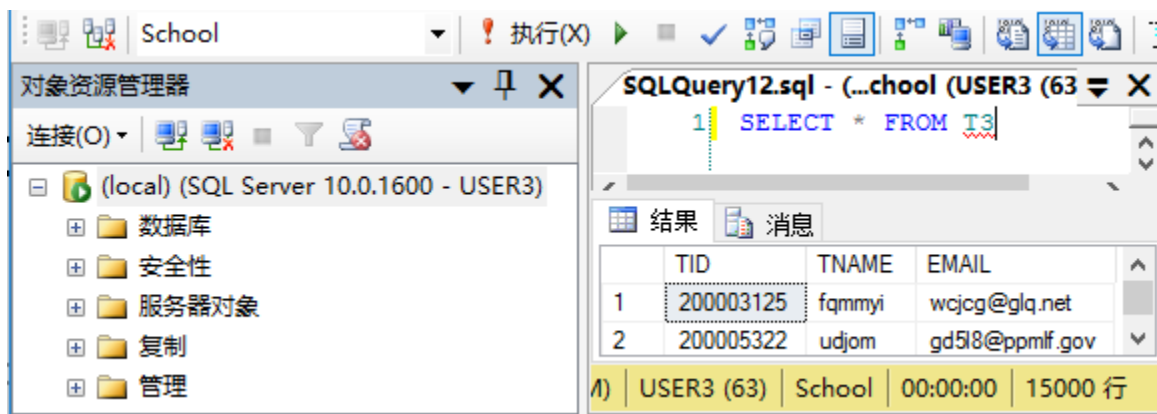 School
执行(X)
对象资源管理器
连接(O)
(local) (SQL Server 10.0.1600 - USER3)
数据库
安全性
服务器对象
复制
管理
SQLQuery12.sql - (...chool (USER3 (63
1 SELECT * FROM T3
结果 消息
TID TNAME EMAIL
1 200003125 fqmmyi wcjcg@glq.net
2 200005322 udjom gd5l8@ppmlf.gov
USER3 (63) School 00:00:00 15000 行